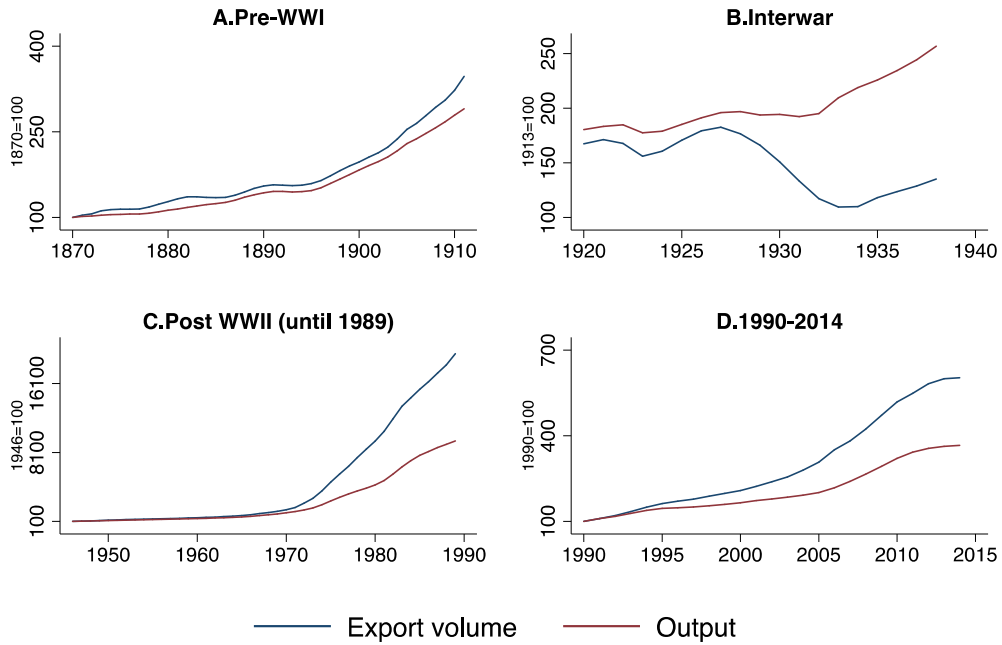 A.Pre-WWI
1870=100
400
250
100
1870 1880 1890 1900 1910
B.Interwar
1913=100
250
200
150
100
1920 1925 1930 1935 1940
C.Post WWII (until 1989)
1946=100
16100
8100
100
1950 1960 1970 1980 1990
D.1990-2014
1990=100
700
400
100
1990 1995 2000 2005 2010 2015
Export volume Output